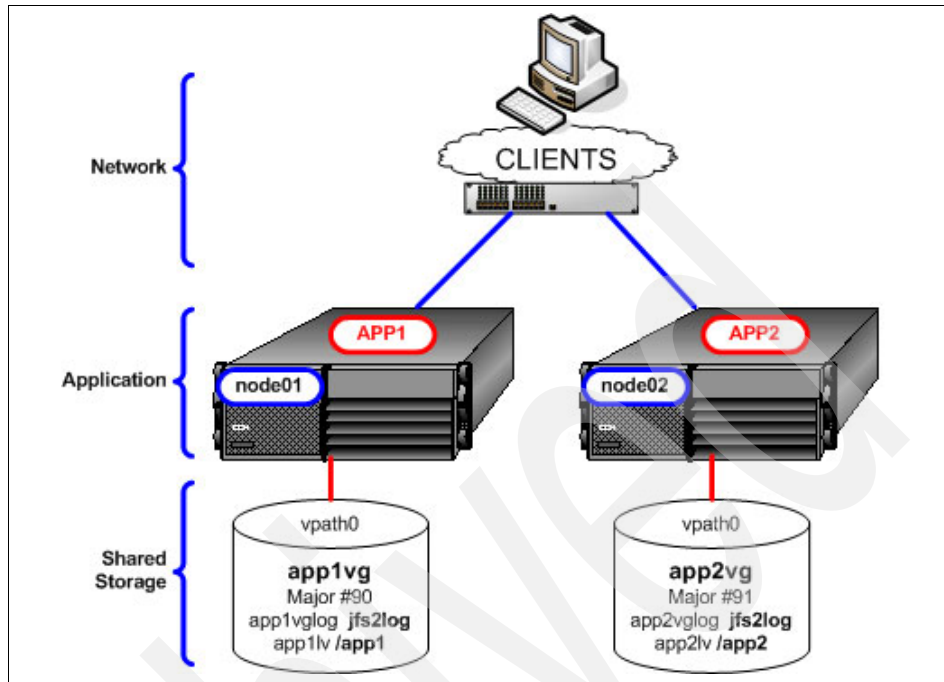 CLIENTS
Network
APP1
APP2
Application
node01
node02
Shared
Storage
vpath0
app1vg
Major #90
app1vglog jfs2log
app1lv /app1
vpath0
app2vg
Major #91
app2vglog jfs2log
app2lv /app2